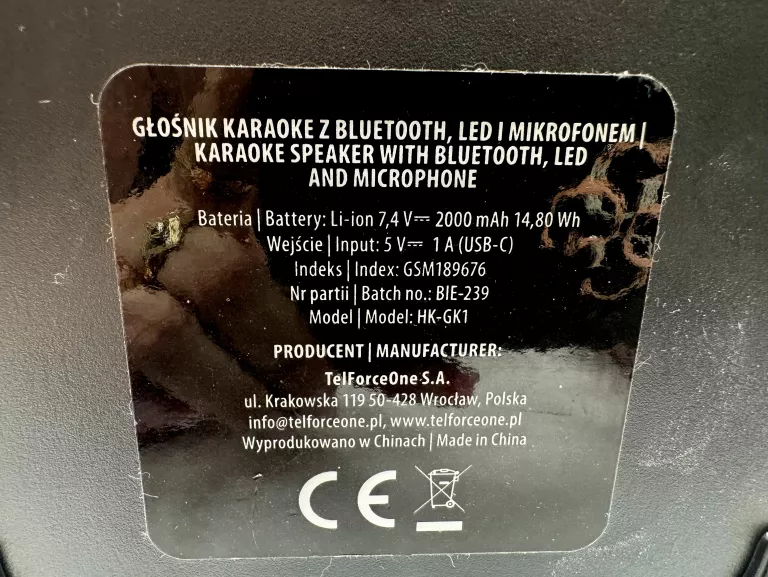 GŁOŚNIK KARAOKE Z BLUETOOTH, LED I MIKROFONEM |
KARAOKE SPEAKER WITH BLUETOOTH, LED
AND MICROPHONE
Bateria | Battery: Li-ion 7,4 V⎓ 2000 mAh 14,80 Wh
Wejście | Input: 5 V⎓ 1 A (USB-C)
Indeks | Index: GSM189676
Nr partii | Batch no.: BIE-239
Model | Model: HK-GK1
PRODUCENT | MANUFACTURER:
TelForceOne S.A.
ul. Krakowska 119 50-428 Wrocław, Polska
info@telforceone.pl, www.telforceone.pl
Wyprodukowano w Chinach | Made in China
CE